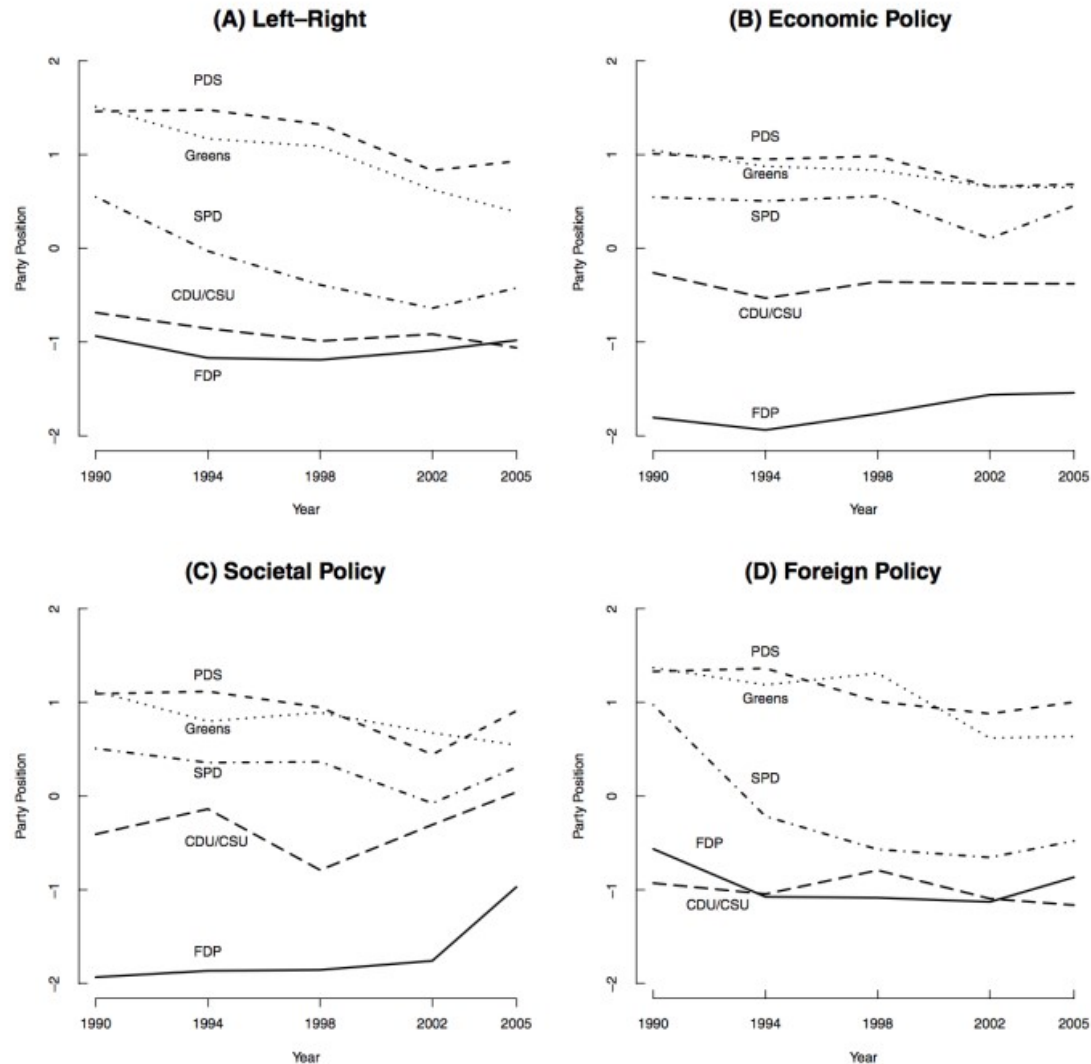 (A) Left–Right
Party Position
2
1
0
−1
−2
PDS
Greens
SPD
CDU/CSU
FDP
1990 1994 1998 2002 2005
Year
(B) Economic Policy
Party Position
2
1
0
−1
−2
PDS
Greens
SPD
CDU/CSU
FDP
1990 1994 1998 2002 2005
Year
(C) Societal Policy
Party Position
2
1
0
−1
−2
PDS
Greens
SPD
CDU/CSU
FDP
1990 1994 1998 2002 2005
Year
(D) Foreign Policy
Party Position
2
1
0
−1
−2
PDS
Greens
SPD
FDP
CDU/CSU
1990 1994 1998 2002 2005
Year